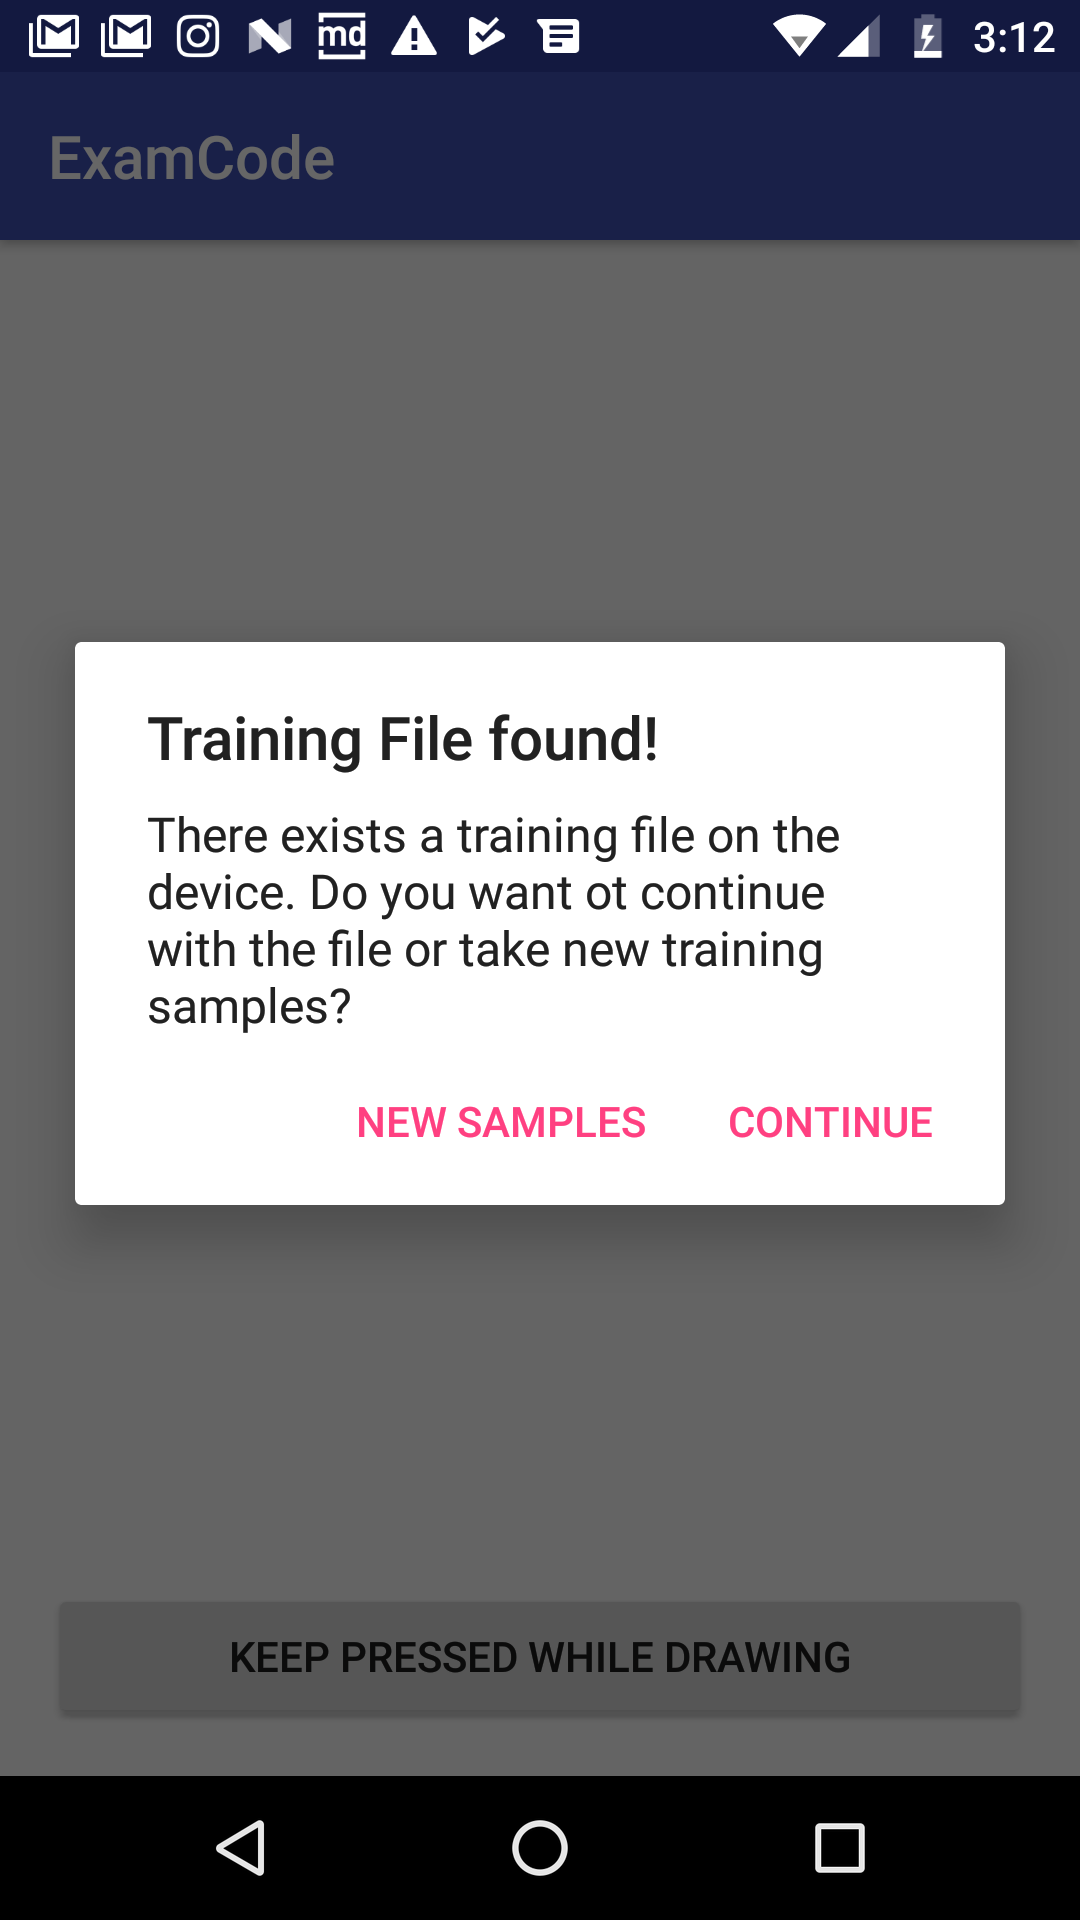 md 3:12
ExamCode
Training File found!
There exists a training file on the
device. Do you want ot continue
with the file or take new training
samples?
NEW SAMPLES CONTINUE
KEEP PRESSED WHILE DRAWING